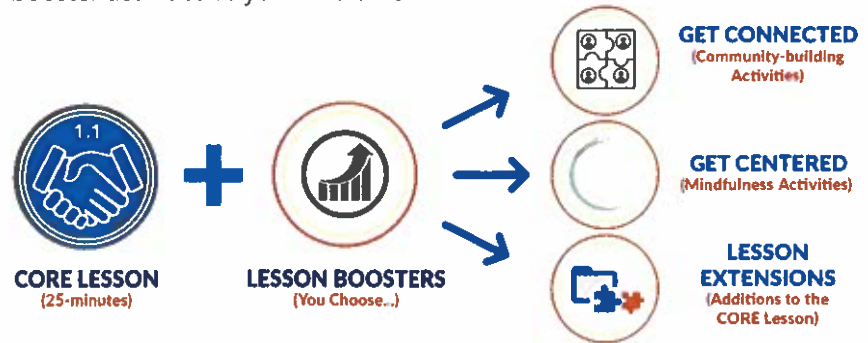 GET CONNECTED
(Community-building
Activities)
1.1
GET CENTERED
(Mindfulness Activities)
CORE LESSON
(25-minutes)
LESSON BOOSTERS
(You Choose...)
LESSON
EXTENSIONS
(Additions to the
CORE Lesson)